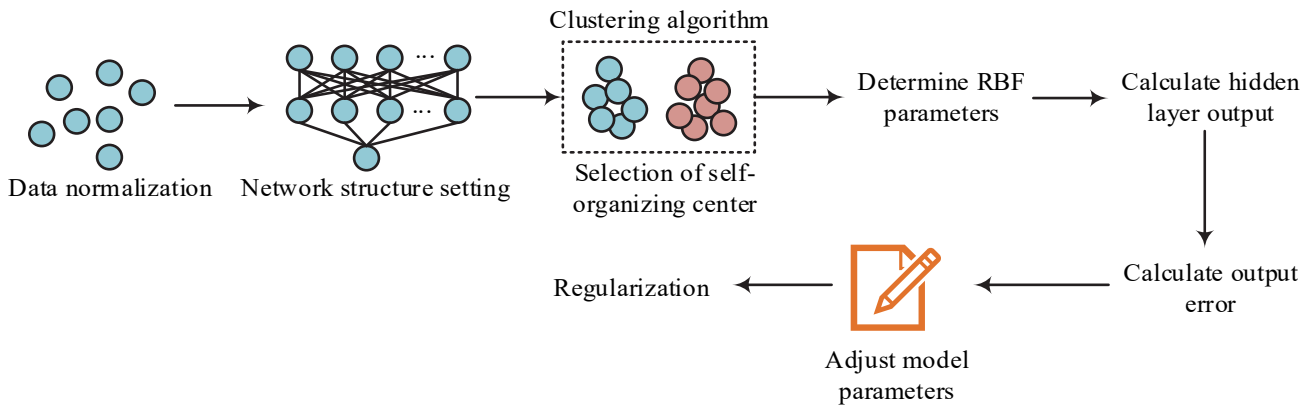 Clustering algorithm
Data normalization
Network structure setting
...
...
Selection of self-
organizing center
Determine RBF
parameters
Calculate hidden
layer output
Calculate output
error
Adjust model
parameters
Regularization